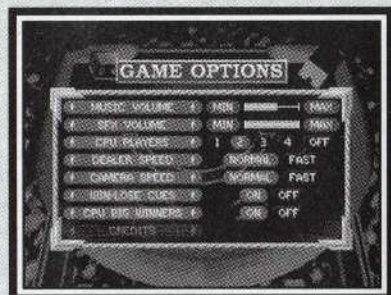 GAME OPTIONS
MUSIC VOLUME MIN MAX
SFX VOLUME MIN MAX
CPU PLAYERS 1 2 3 4 OFF
DEALER SPEED NORMAL FAST
CAMERA SPEED NORMAL FAST
WIN-LOSE CUES ON OFF
CPU BIG WINNERS ON OFF
CREDITS